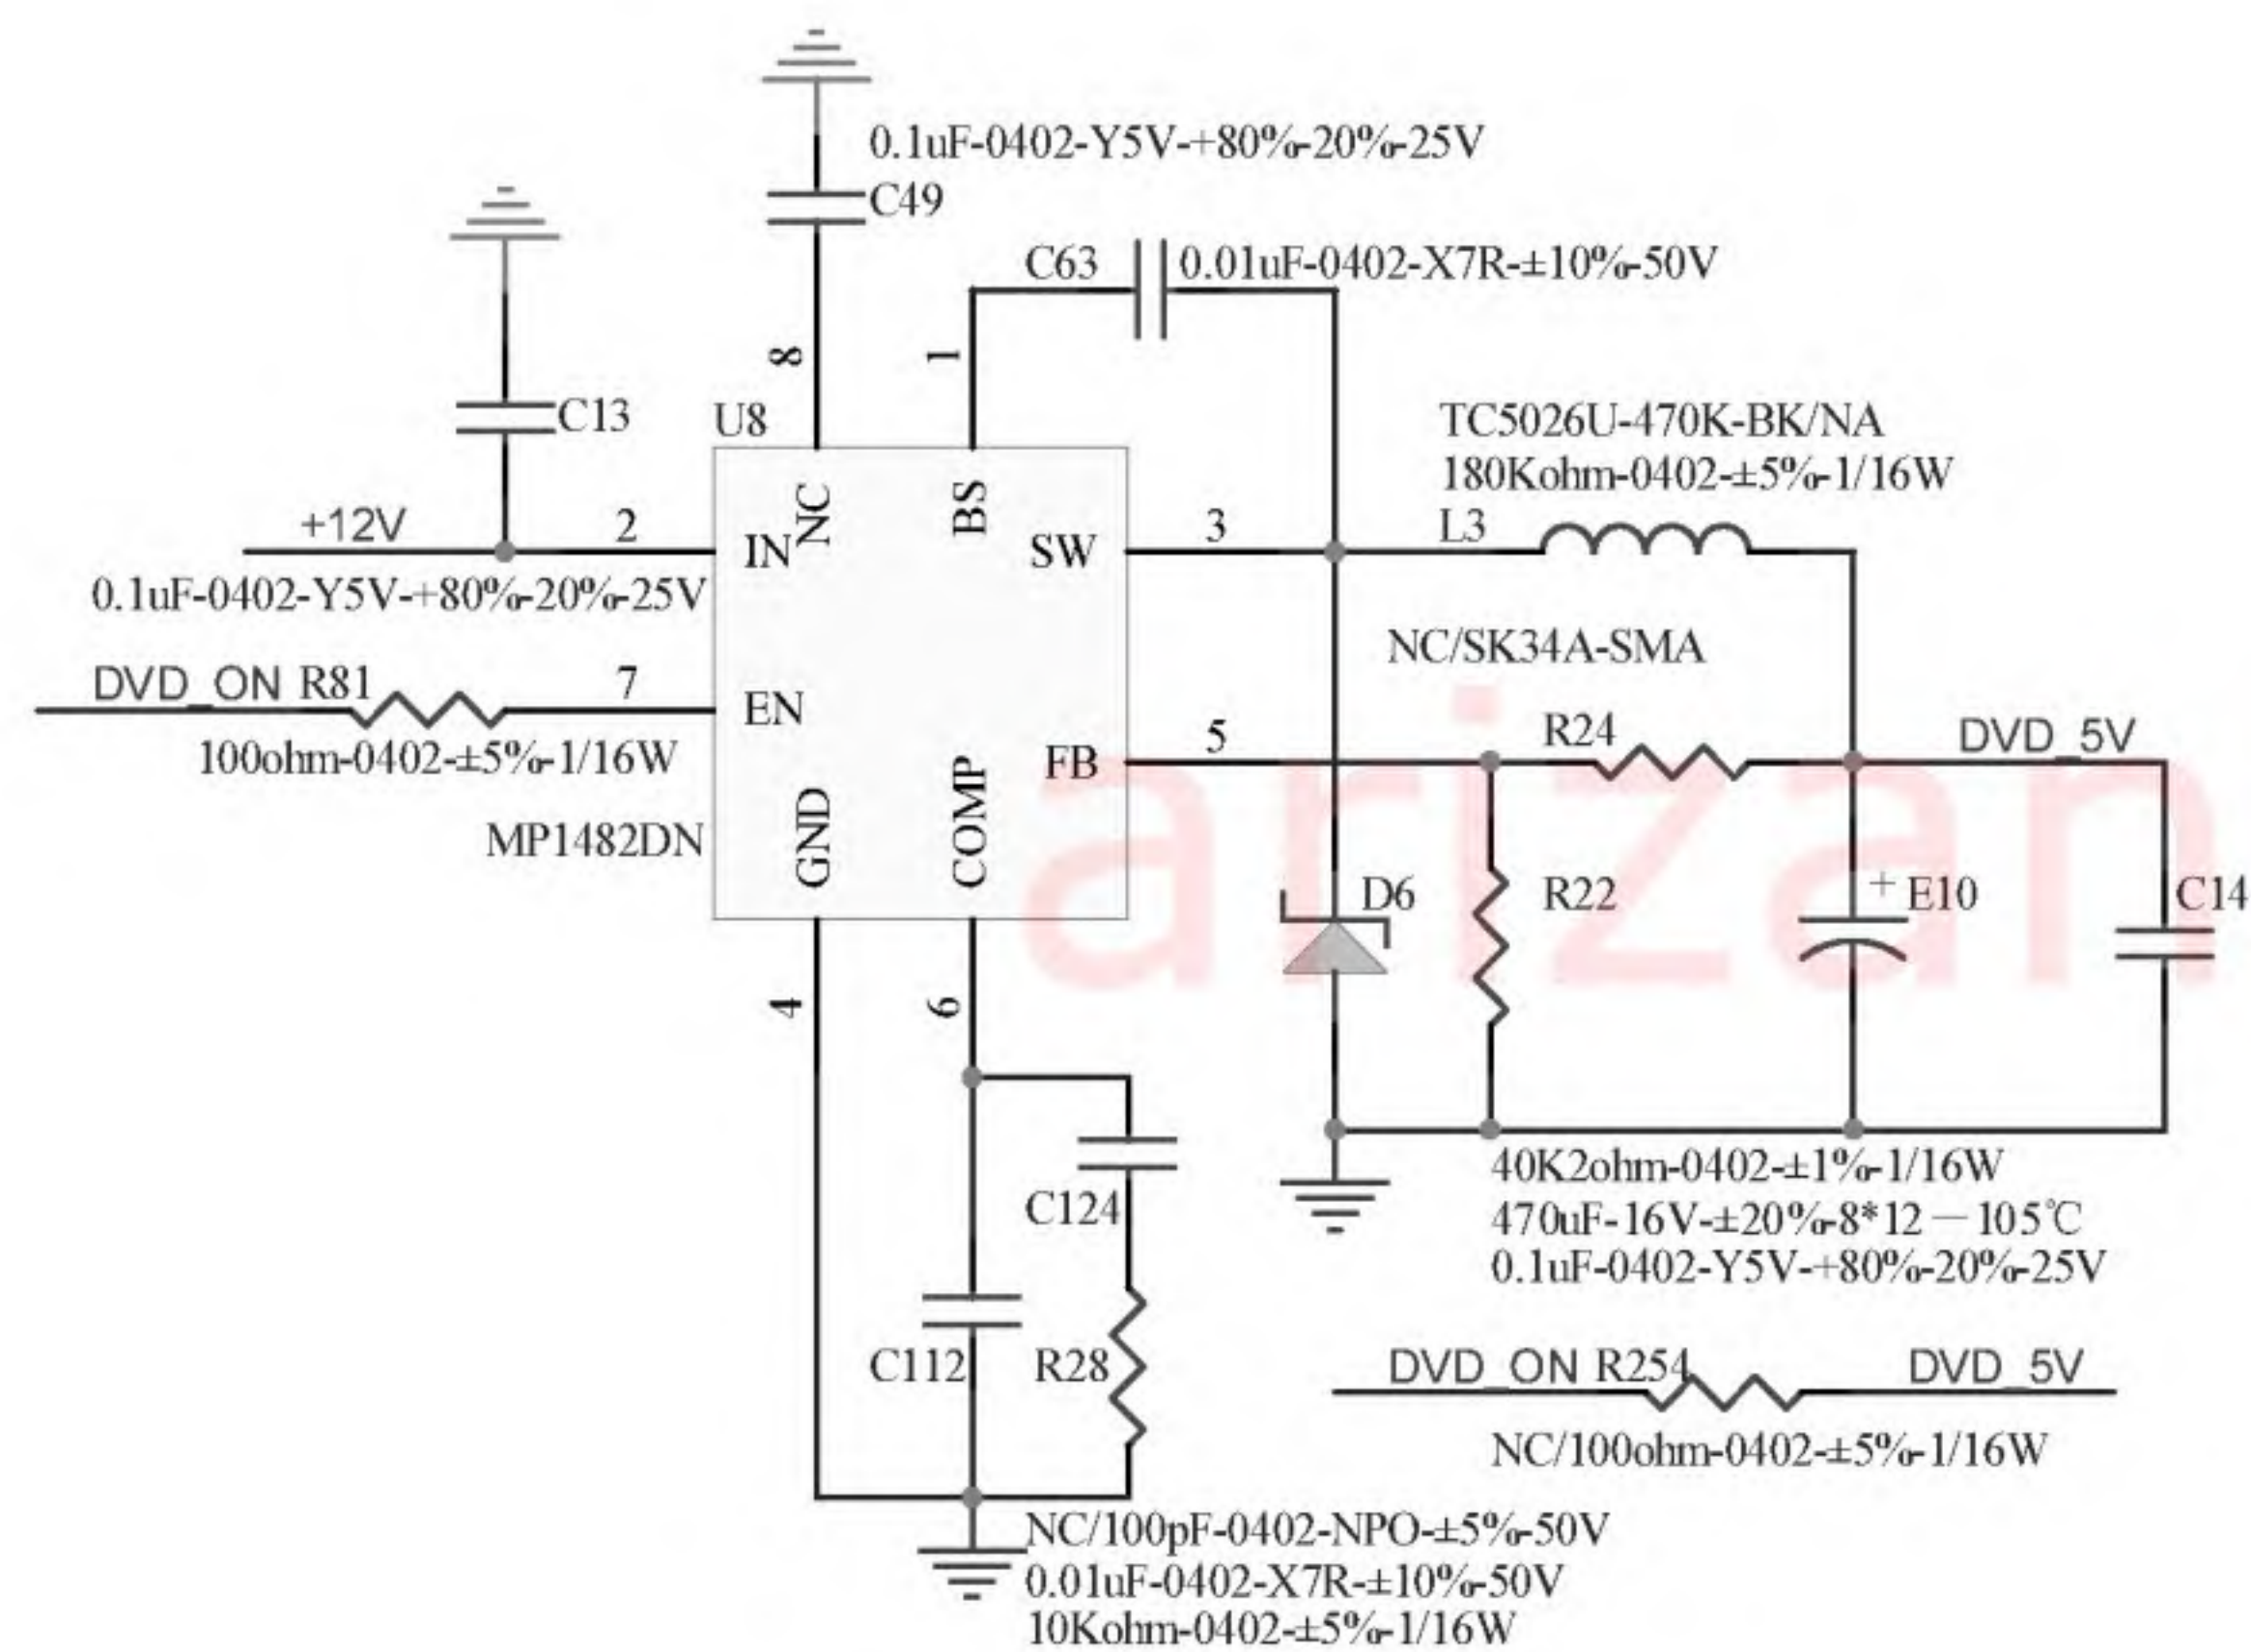 0.1uF-0402-Y5V-+80%-20%-25V
C49
C63
0.01uF-0402-X7R-±10%-50V
8
1
C13
U8
TC5026U-470K-BK/NA
180Kohm-0402-±5%-1/16W
+12V
2
IN
NC
BS
SW
3
L3
0.1uF-0402-Y5V-+80%-20%-25V
NC/SK34A-SMA
DVD_ON R81
7
EN
100ohm-0402-±5%-1/16W
FB
5
R24
DVD_5V
MP1482DN
GND
COMP
arizan
D6
R22
+ E10
C14
4
6
C124
40K2ohm-0402-±1%-1/16W
470uF-16V-±20%-8*12－105℃
0.1uF-0402-Y5V-+80%-20%-25V
C112
R28
DVD_ON R254
DVD_5V
NC/100ohm-0402-±5%-1/16W
NC/100pF-0402-NPO-±5%-50V
0.01uF-0402-X7R-±10%-50V
10Kohm-0402-±5%-1/16W